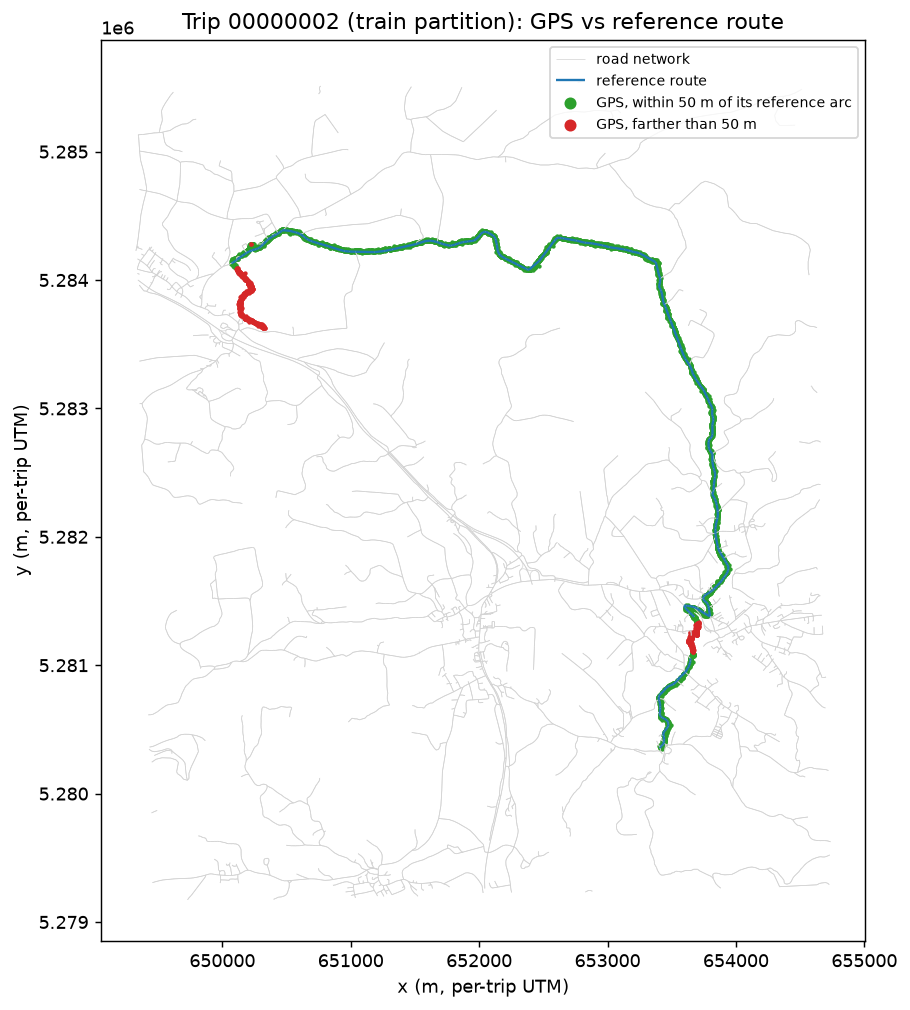 Trip 00000002 (train partition): GPS vs reference route
1e6
road network
reference route
GPS, within 50 m of its reference arc
GPS, farther than 50 m
5.285
5.284
5.283
5.282
5.281
5.280
5.279
y (m, per-trip UTM)
650000 651000 652000 653000 654000 655000
x (m, per-trip UTM)